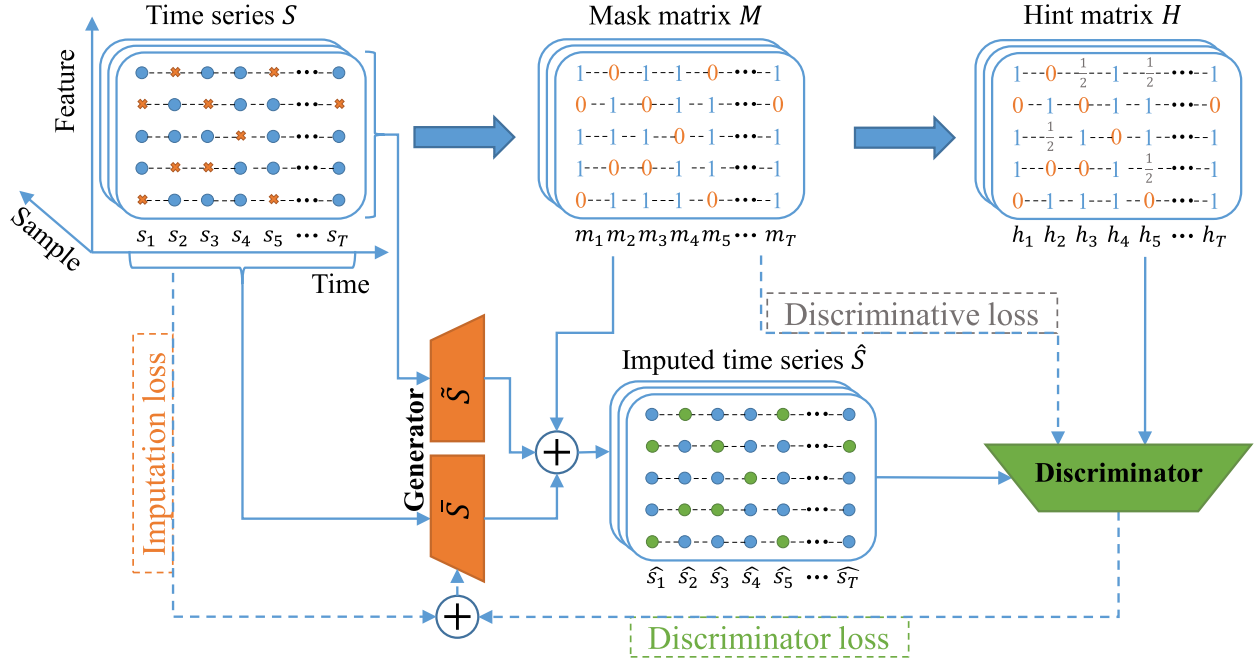 Time series S
Mask matrix M
Hint matrix H
Feature
Sample
Time
s₁ s₂ s₃ s₄ s₅ ••• s_T
1 0 1 1 0 ••• 1
0 1 0 1 1 ••• 0
1 1 1 0 1 ••• 1
1 0 0 1 1 ••• 1
0 1 1 1 0 ••• 1
m₁ m₂ m₃ m₄ m₅ ••• m_T
1 0 ½ 1 ½ ••• 1
0 1 0 1 1 ••• 0
1 ½ 1 0 1 ••• 1
1 0 0 1 ½ ••• 1
0 1 1 1 0 ••• 1
h₁ h₂ h₃ h₄ h₅ ••• h_T
Discriminative loss
Imputation loss
Generator
S̃
S̄
+
Imputed time series Ŝ
ŝ₁ ŝ₂ ŝ₃ ŝ₄ ŝ₅ ••• ŝ_T
Discriminator
+
Discriminator loss